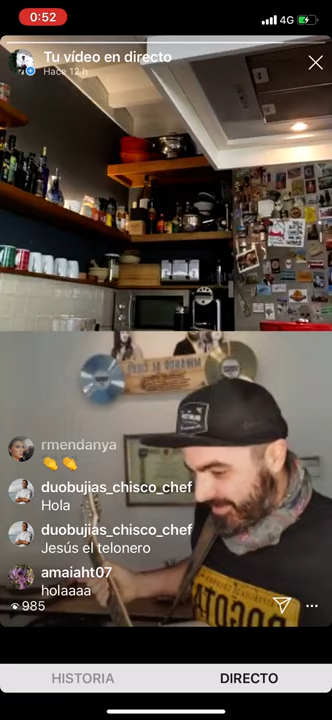 0:52
4G
Tu vídeo en directo
Hace 12 h
rmendanya
👏👏
duobujias_chisco_chef
Hola
duobujias_chisco_chef
Jesús el telonero
amaiaht07
holaaaa
985
BOGOTA
HISTORIA
DIRECTO